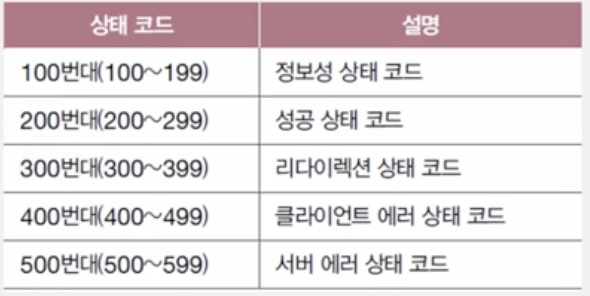 상태 코드 설명
100번대(100~199) 정보성 상태 코드
200번대(200~299) 성공 상태 코드
300번대(300~399) 리다이렉션 상태 코드
400번대(400~499) 클라이언트 에러 상태 코드
500번대(500~599) 서버 에러 상태 코드